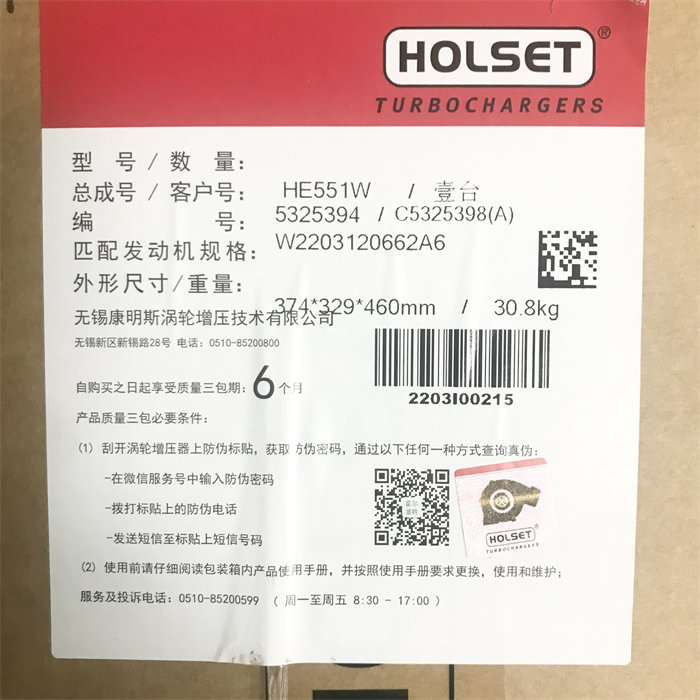 HOLSET®
TURBOCHARGERS
型 号 / 数 量：
总成号 / 客户号： HE551W / 壹台
编 号： 5325394 / C5325398(A)
匹配发动机规格： W2203120662A6
外形尺寸 / 重量：
374*329*460mm / 30.8kg
无锡康明斯涡轮增压技术有限公司
无锡新区新锡路28号 电话：0510-85200800
2203I00215
自购买之日起享受质量三包期：6个月
产品质量三包必要条件：
(1) 刮开涡轮增压器上防伪标贴，获取防伪密码，通过以下任何一种方式查询真伪：
-在微信服务号中输入防伪密码
-拨打标贴上的防伪电话
-发送短信至标贴上短信号码
霍尔
赛特
HOLSET®
TURBOCHARGERS
(2) 使用前请仔细阅读包装箱内产品使用手册，并按照使用手册要求更换，使用和维护；
服务及投诉电话：0510-85200599 ( 周一至周五 8:30 - 17:00 )